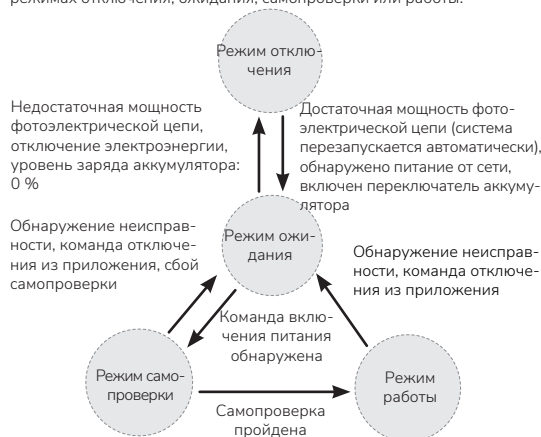 режимах отключения, ожидания, самопроверки или работы.
Режим отклю-
чения
Недостаточная мощность
фотоэлектрической цепи,
отключение электроэнергии,
уровень заряда аккумулятора:
0 %
Достаточная мощность фото-
электрической цепи (система
перезапускается автоматически),
обнаружено питание от сети,
включен переключатель аккуму-
лятора
Обнаружение неисправ-
ности, команда отключе-
ния из приложения, сбой
самопроверки
Режим ожи-
дания
Обнаружение неисправ-
ности, команда отключе-
ния из приложения
Команда вклю-
чения питания
обнаружена
Режим само-
проверки
Режим
работы
Самопроверка
пройдена